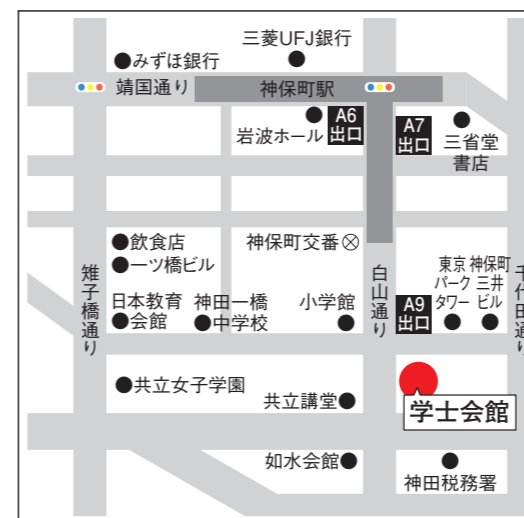 三菱UFJ銀行
みずほ銀行
靖国通り
神保町駅
岩波ホール
A6
出口
A7
出口
三省堂
書店
飲食店
一ツ橋ビル
神保町交番
雉子橋通り
日本教育
会館
神田一橋
中学校
小学館
白山通り
A9
出口
東京
パーク
タワー
神保町
三井
ビル
千代田通り
共立女子学園
共立講堂
学士会館
如水会館
神田税務署